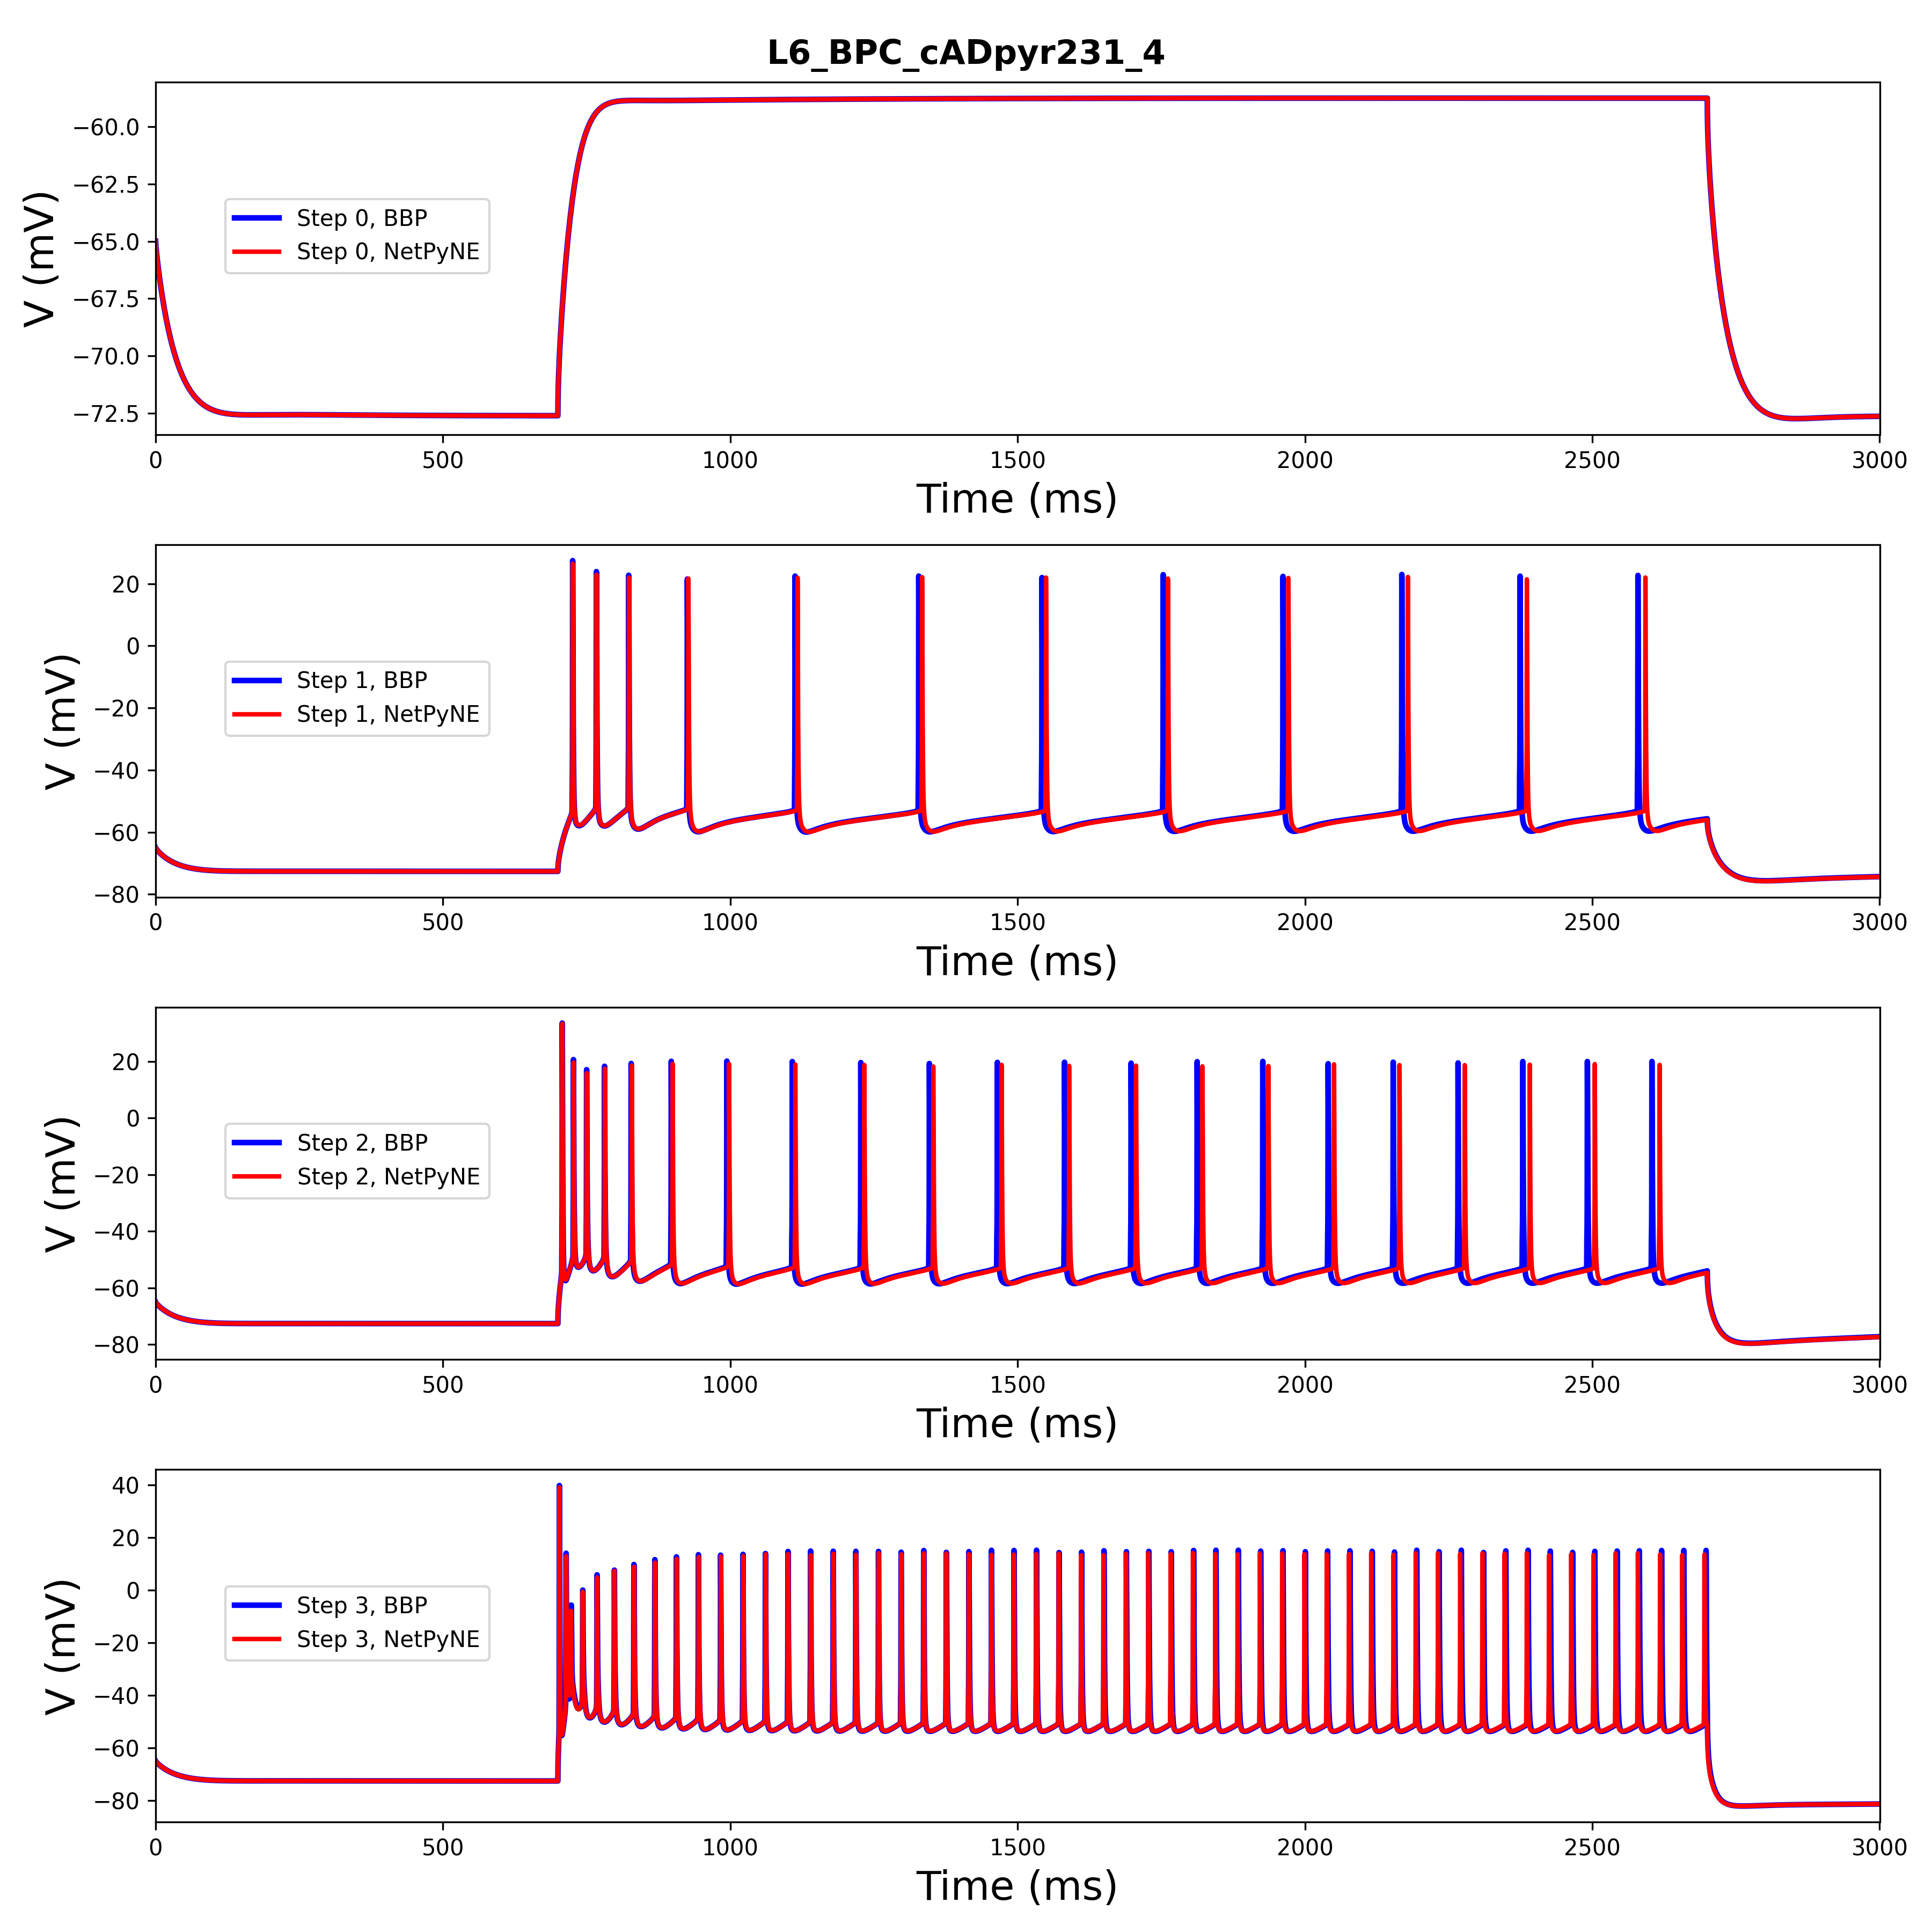 L6_BPC_cADpyr231_4
−60.0
−62.5
−65.0
−67.5
−70.0
−72.5
V (mV)
Step 0, BBP
Step 0, NetPyNE
0 500 1000 1500 2000 2500 3000
Time (ms)
20
0
−20
−40
−60
−80
V (mV)
Step 1, BBP
Step 1, NetPyNE
0 500 1000 1500 2000 2500 3000
Time (ms)
20
0
−20
−40
−60
−80
V (mV)
Step 2, BBP
Step 2, NetPyNE
0 500 1000 1500 2000 2500 3000
Time (ms)
40
20
0
−20
−40
−60
−80
V (mV)
Step 3, BBP
Step 3, NetPyNE
0 500 1000 1500 2000 2500 3000
Time (ms)